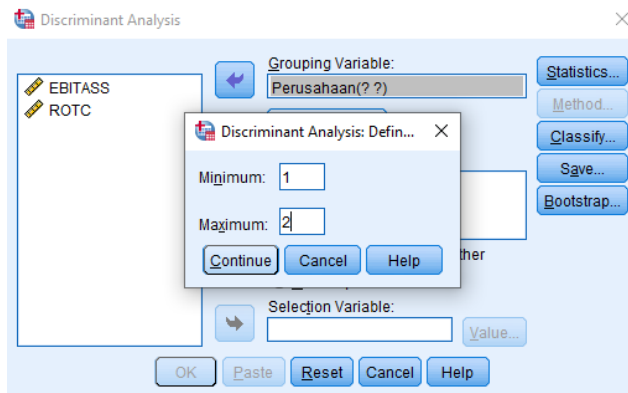 Discriminant Analysis
EBITASS
ROTC
Grouping Variable:
Perusahaan(? ?)
Statistics...
Method...
Classify...
Save...
Bootstrap...
Discriminant Analysis: Defin...
Minimum: 1
Maximum: 2
Continue Cancel Help
ther
Selection Variable:
Value...
OK Paste Reset Cancel Help